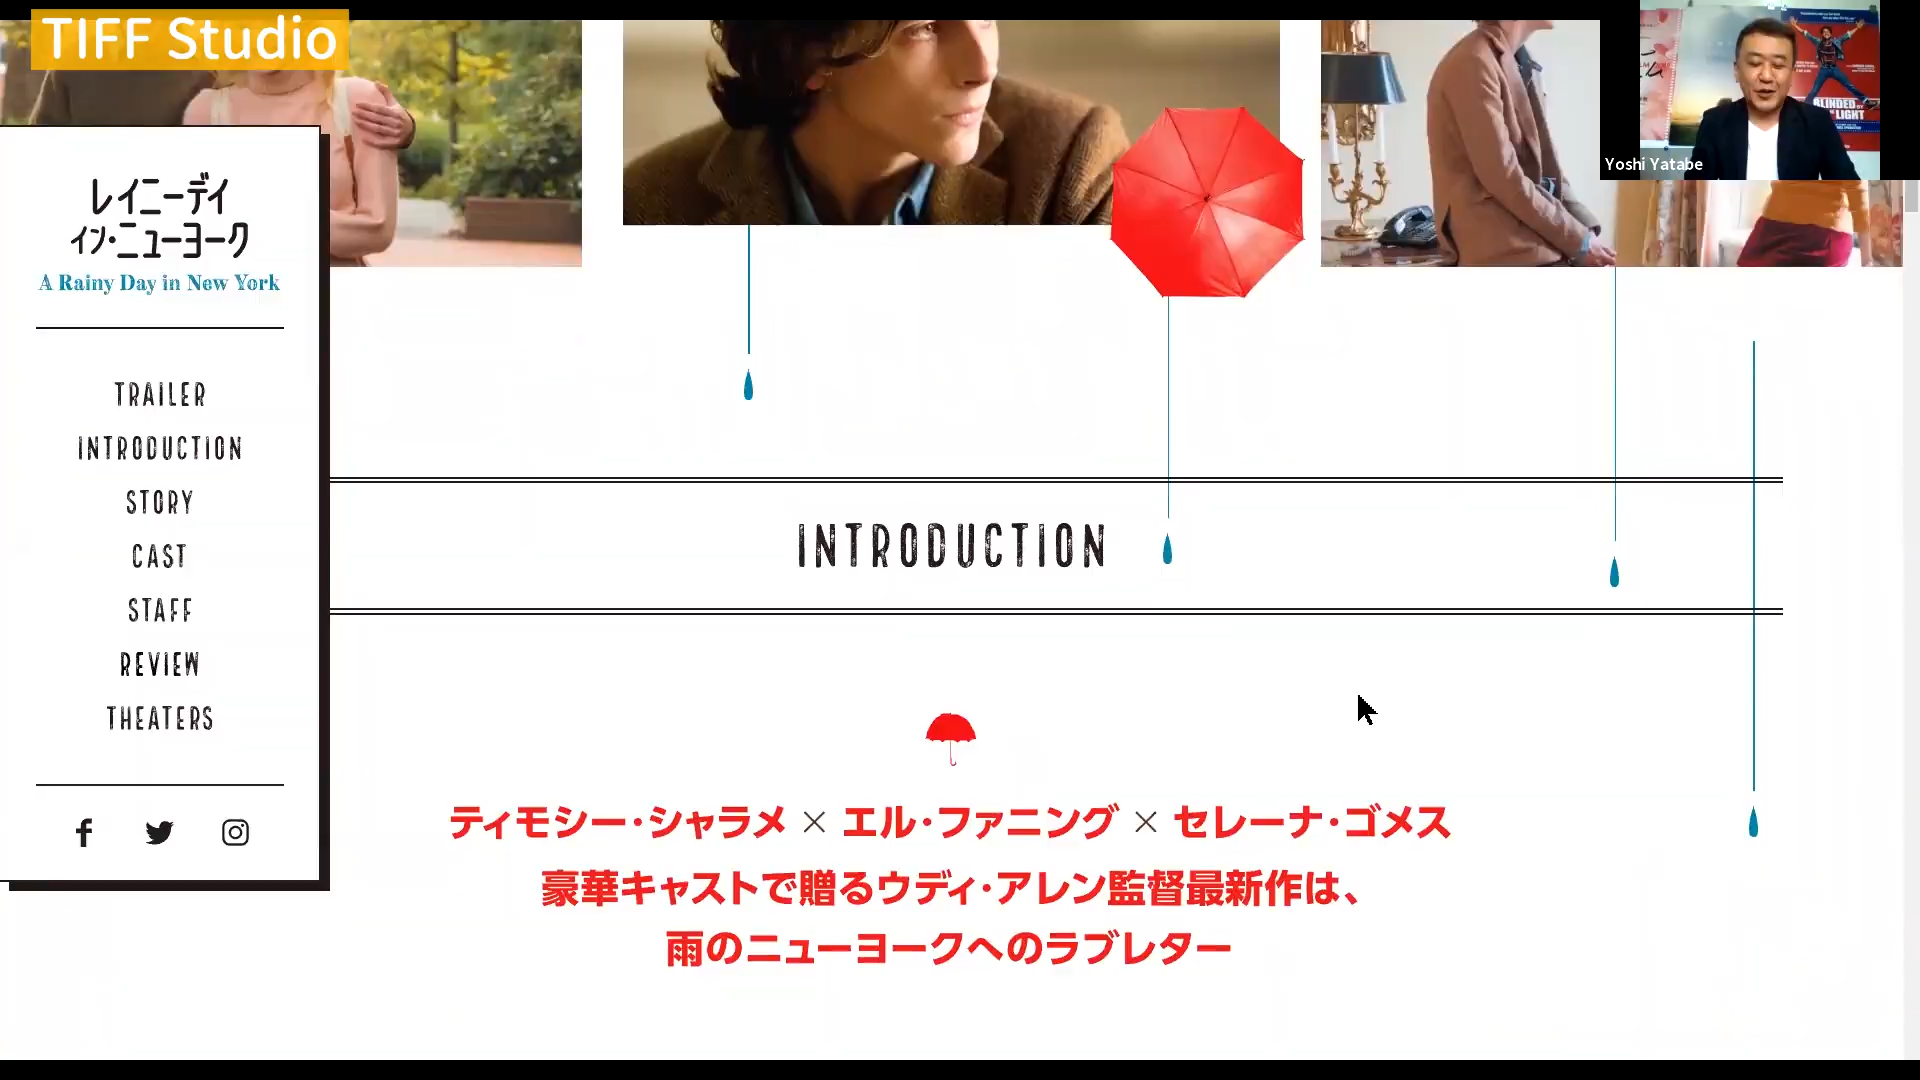 TIFF Studio
BLINDED BY
LIGHT
Yoshi Yatabe
レイニーデイ
イン・ニューヨーク
A Rainy Day in New York
TRAILER
INTRODUCTION
STORY
CAST
STAFF
REVIEW
THEATERS
INTRODUCTION
ティモシー・シャラメ × エル・ファニング × セレーナ・ゴメス
豪華キャストで贈るウディ・アレン監督最新作は、
雨のニューヨークへのラブレター